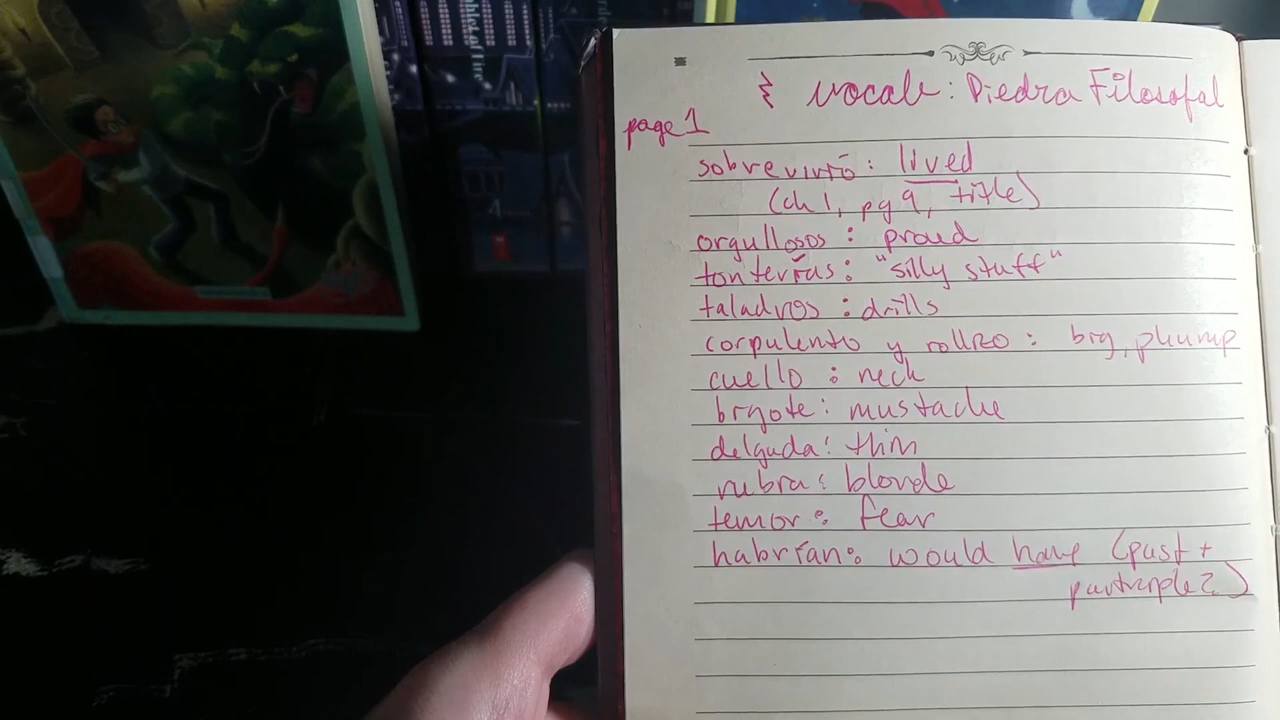 vocab: Piedra Filosofal
page 1
sobrevivió: lived
(ch 1, pg 9, title)
orgullosos: proud
tonterías: "silly stuff"
taladros: drills
corpulento y rollizo: big, plump
cuello: neck
bigote: mustache
delgada: thin
rubia: blonde
temor: fear
habrían: would have (past +
participle?)